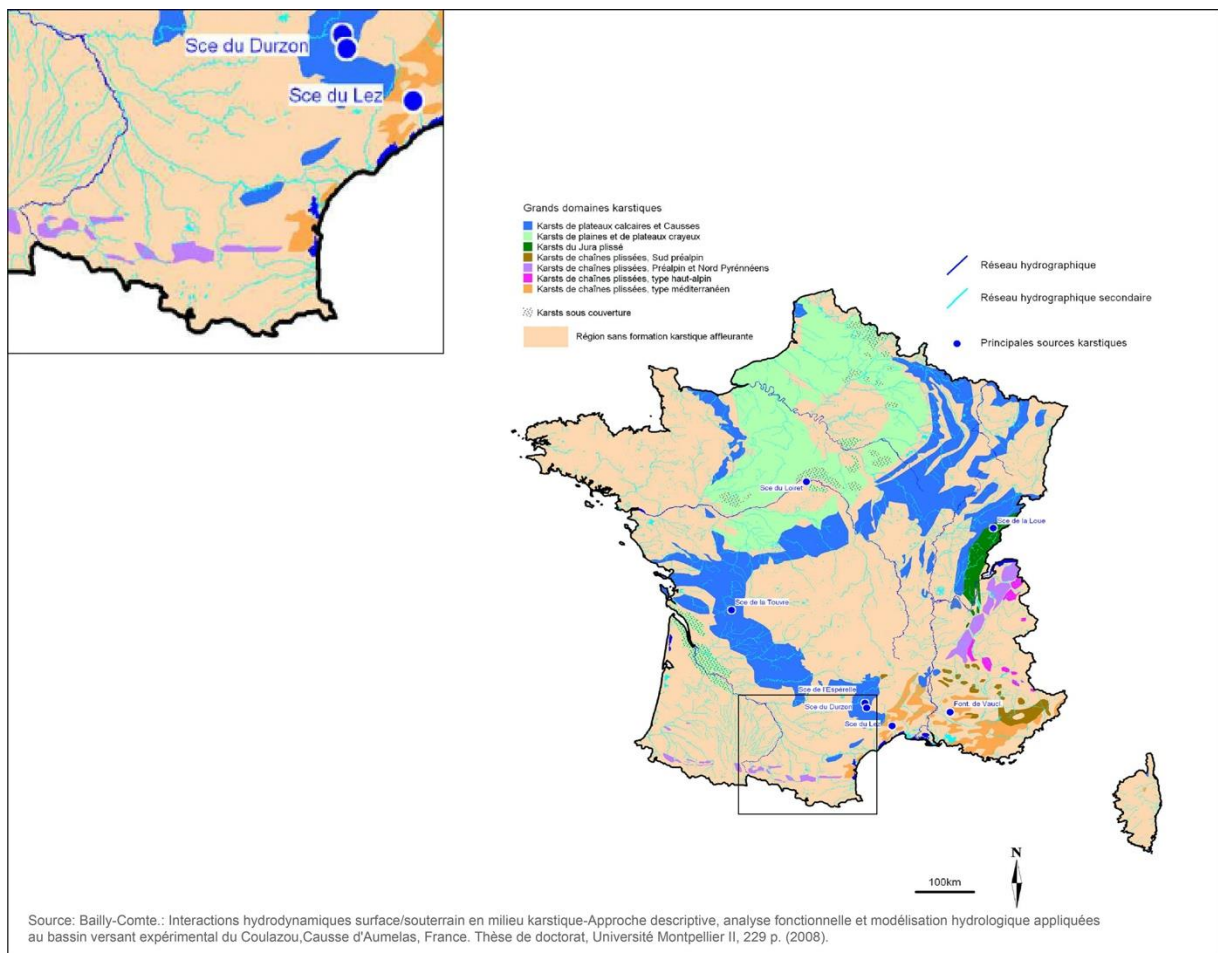 Sce du Durzon
Sce du Lez
Grands domaines karstiques
Karsts de plateaux calcaires et Causses
Karsts de plaines et de plateaux crayeux
Karsts du Jura plissé
Karsts de chaînes plissées, Sud préalpin
Karsts de chaînes plissées, Préalpin et Nord Pyrénnéens
Karsts de chaînes plissées, type haut-alpin
Karsts de chaînes plissées, type méditerranéen
Karsts sous couverture
Région sans formation karstique affleurante
Réseau hydrographique
Réseau hydrographique secondaire
Principales sources karstiques
Sce du Loiret
Sce de la Loue
Sce de la Touvre
Sce de l'Espérelle
Sce du Durzon
Sce du Lez
Font. de Vaucl
N
100km
Source: Bailly-Comte.: Interactions hydrodynamiques surface/souterrain en milieu karstique-Approche descriptive, analyse fonctionnelle et modélisation hydrologique appliquées
au bassin versant expérimental du Coulazou,Causse d'Aumelas, France. Thèse de doctorat, Université Montpellier II, 229 p. (2008).